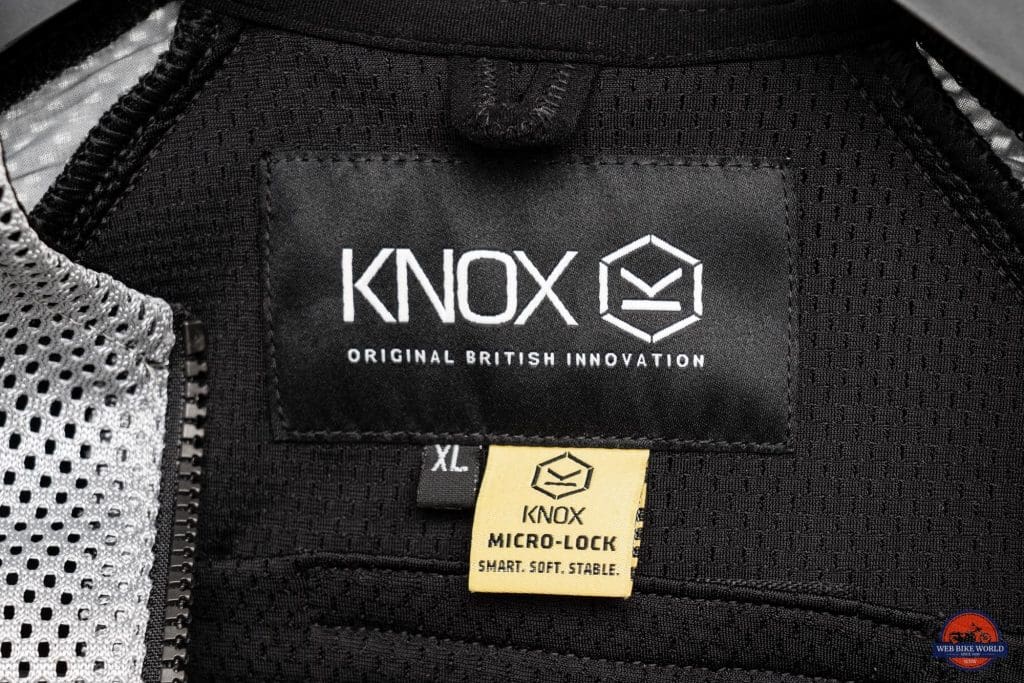 KNOX
ORIGINAL BRITISH INNOVATION
XL
KNOX
MICRO-LOCK
SMART. SOFT. STABLE.
WEB BIKE WORLD